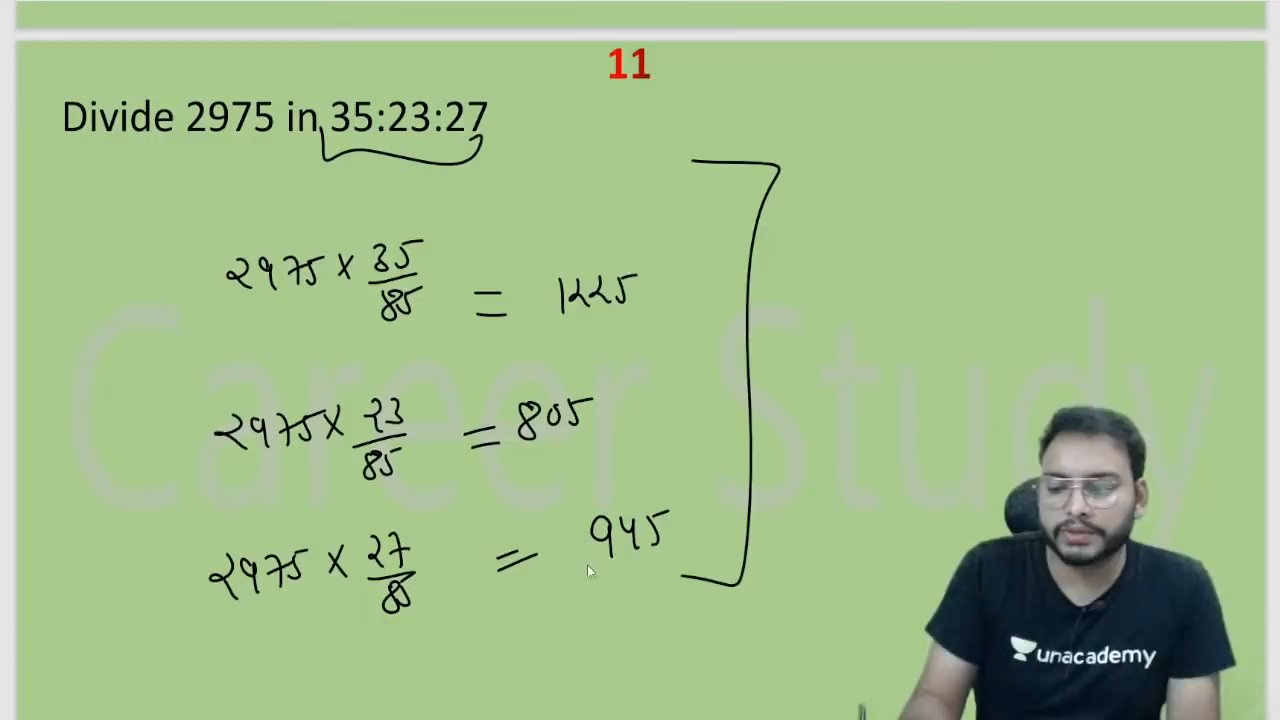 11
Divide 2975 in 35:23:27
2975 × 35/85 = 1225
2975 × 23/85 = 805
2975 × 27/85 = 945
Career Study
unacademy